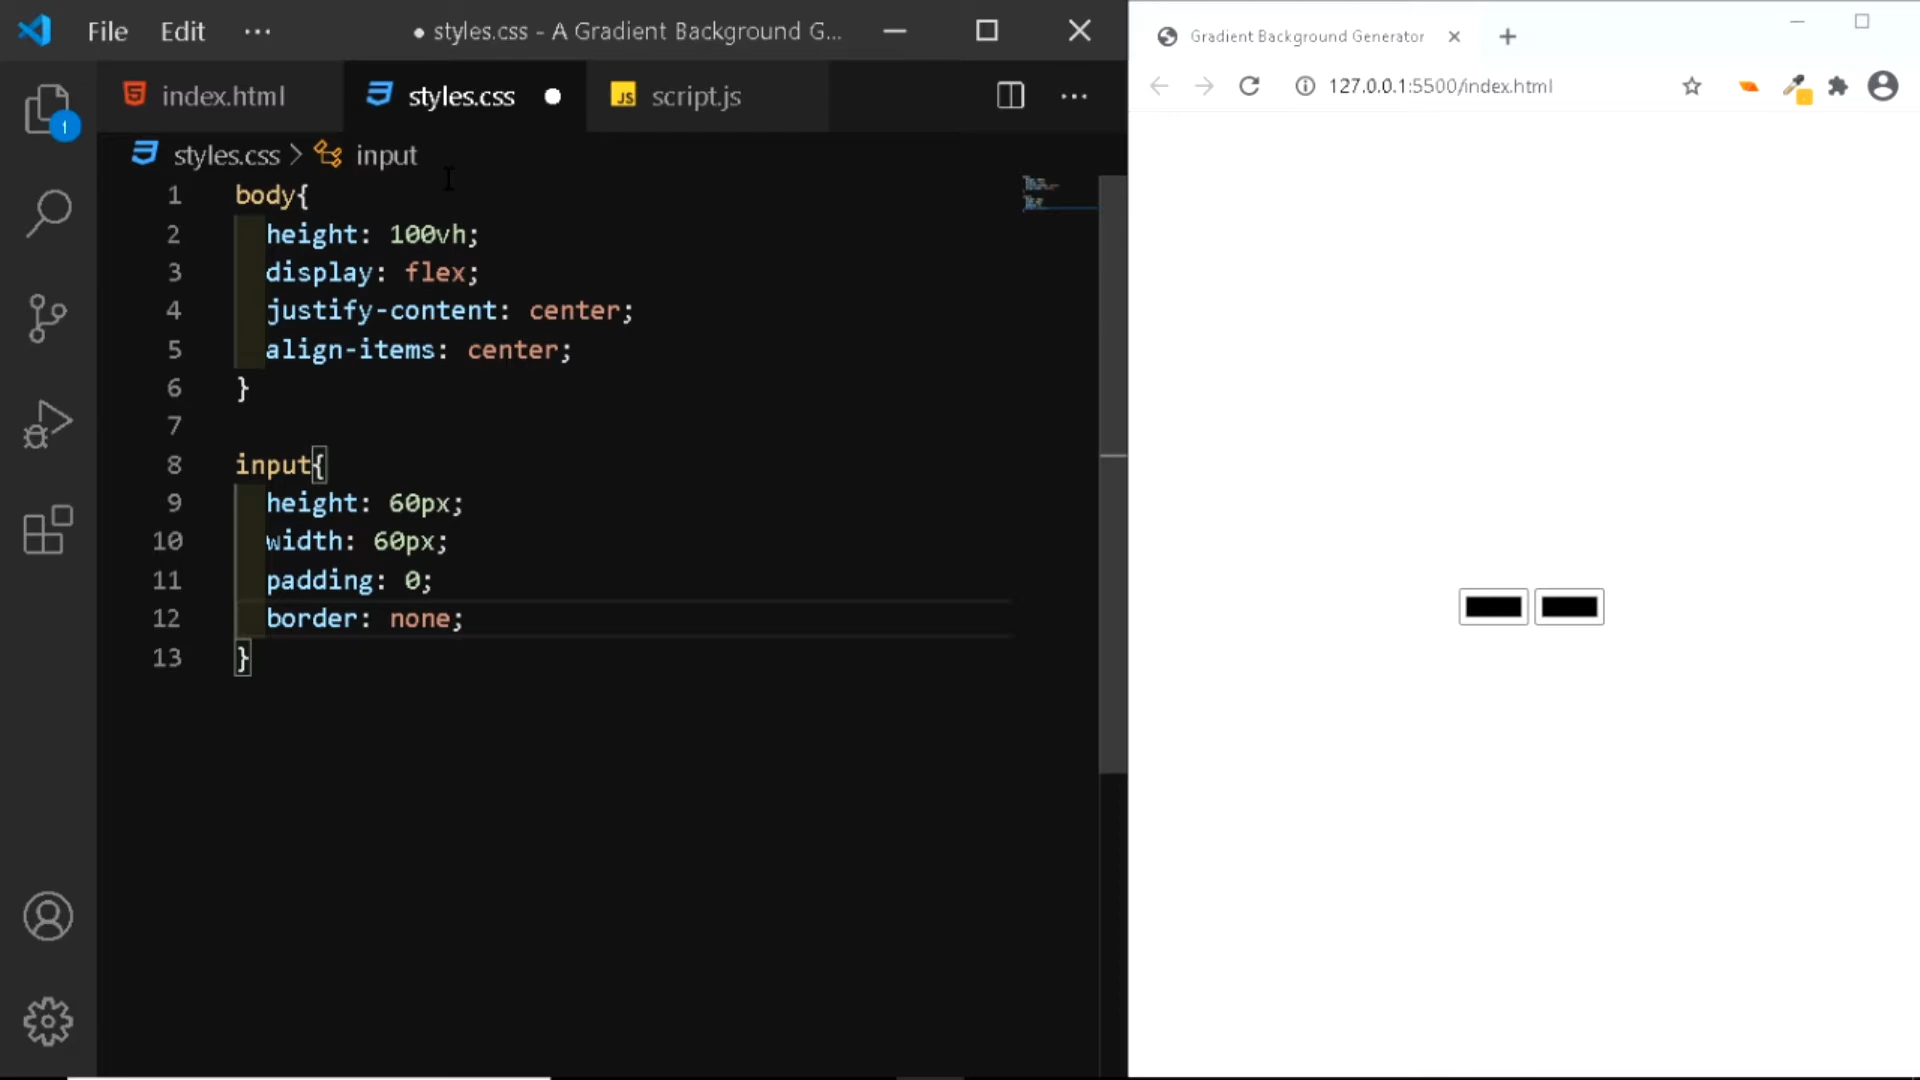 File Edit ··· ● styles.css - A Gradient Background G...
index.html styles.css ● JS script.js ···
styles.css > input
1 body{
2 height: 100vh;
3 display: flex;
4 justify-content: center;
5 align-items: center;
6 }
7
8 input{
9 height: 60px;
10 width: 60px;
11 padding: 0;
12 border: none;
13 }
1
Gradient Background Generator
127.0.0.1:5500/index.html